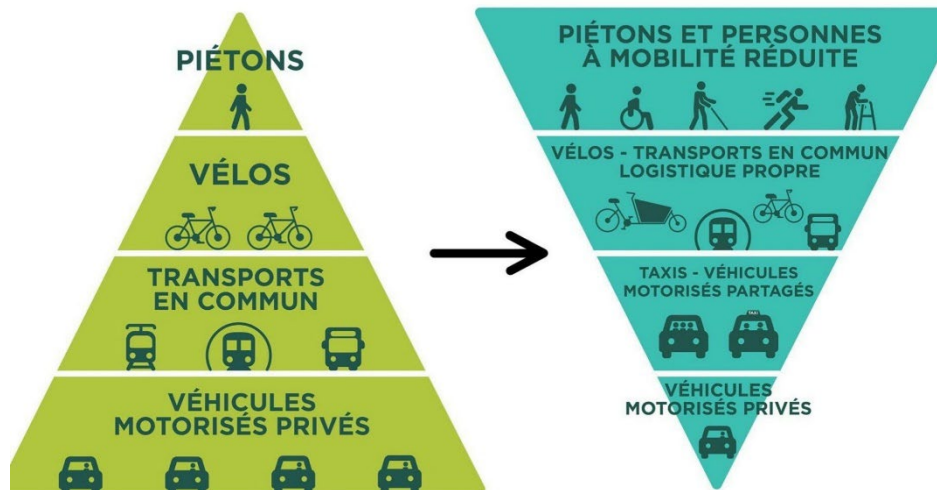 PIÉTONS
VÉLOS
TRANSPORTS
EN COMMUN
VÉHICULES
MOTORISÉS PRIVÉS
PIÉTONS ET PERSONNES
À MOBILITÉ RÉDUITE
VÉLOS - TRANSPORTS EN COMMUN
LOGISTIQUE PROPRE
TAXIS - VÉHICULES
MOTORISÉS PARTAGÉS
TAXI
VÉHICULES
MOTORISÉS PRIVÉS